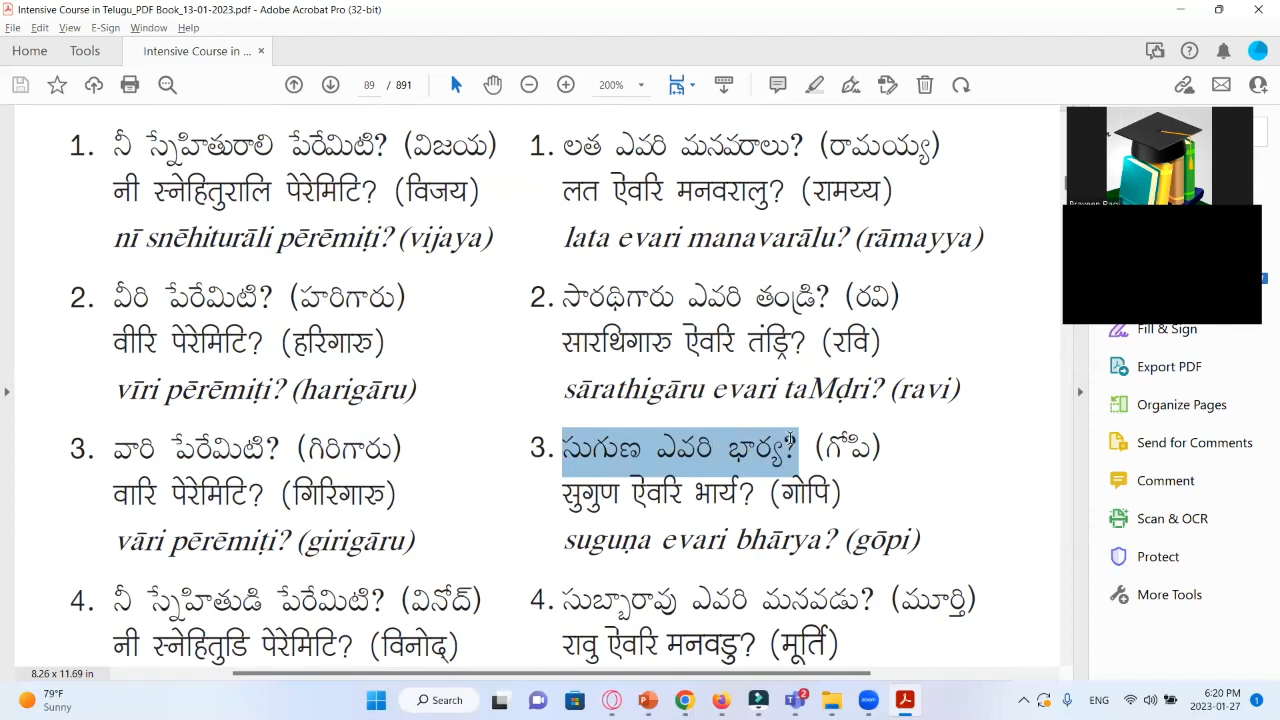 Intensive Course in Telugu_PDF Book_13-01-2023.pdf - Adobe Acrobat Pro (32-bit)
File Edit View E-Sign Window Help
Home Tools Intensive Course in ... ×
89 / 891 200%
1. నీ స్నేహితురాలి పేరేమిటి? (విజయ)
नी स्नेहितुरालि पेरेमिटि? (विजय)
nī snēhiturāli pērēmiṭi? (vijaya)
2. వీరి పేరేమిటి? (హరిగారు)
वीरि पेरेमिटि? (हरिगारु)
vīri pērēmiṭi? (harigāru)
3. వారి పేరేమిటి? (గిరిగారు)
वारि पेरेमिटि? (गिरिगारु)
vāri pērēmiṭi? (girigāru)
4. నీ స్నేహితుడి పేరేమిటి? (వినోద్)
नी स्नेहितुडि पेरेमिटि? (विनोद्)
1. లత ఎవరి మనవరాలు? (రామయ్య)
लत ऐवरि मनवरालु? (रामय्य)
lata evari manavarālu? (rāmayya)
2. సారథిగారు ఎవరి తండ్రి? (రవి)
सारथिगारु ऐवरि तंड्रि? (रवि)
sārathigāru evari taMḍri? (ravi)
3. సుగుణ ఎవరి భార్య? (గోపి)
सुगुण ऐवरि भार्य? (गोपि)
suguṇa evari bhārya? (gōpi)
4. సుబ్బారావు ఎవరి మనవడు? (మూర్తి)
रावु ऐवरि मनवडु? (मूर्ति)
Fill & Sign
Export PDF
Organize Pages
Send for Comments
Comment
Scan & OCR
Protect
More Tools
8.26 x 11.69 in
79°F
Sunny
Search
2
ENG
6:20 PM
2023-01-27
1